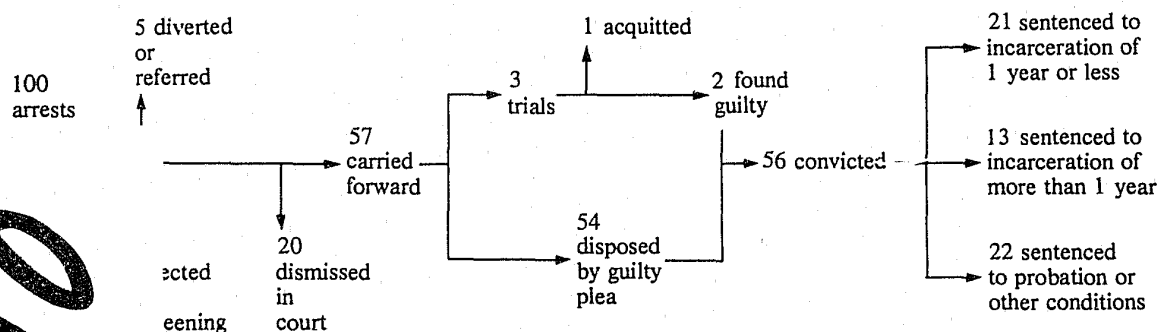 100
arrests
5 diverted
or
referred
ected
eening
20
dismissed
in
court
57
carried
forward
3
trials
1 acquitted
2 found
guilty
54
disposed
by guilty
plea
56 convicted
21 sentenced to
incarceration of
1 year or less
13 sentenced to
incarceration of
more than 1 year
22 sentenced
to probation or
other conditions